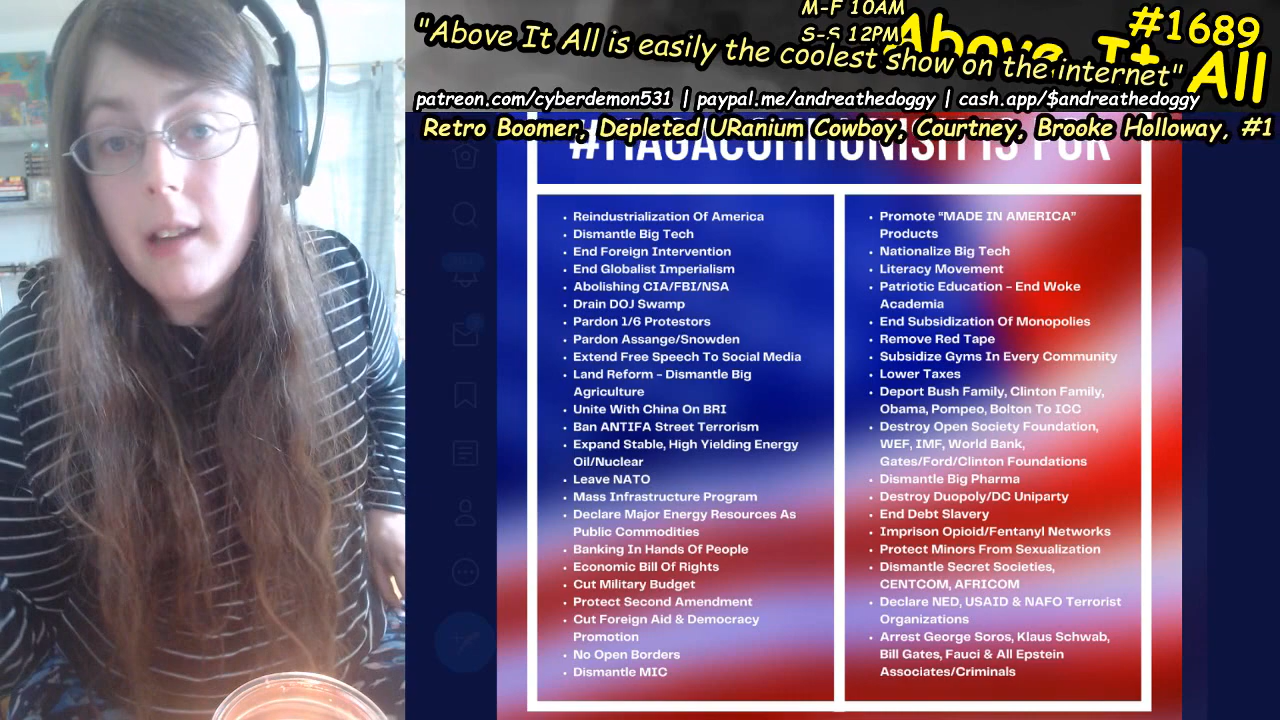 M-F 10AM
S-S 12PM
#1689
Above It All
"Above It All is easily the coolest show on the internet"
patreon.com/cyberdemon531 | paypal.me/andreathedoggy | cash.app/$andreathedoggy
Retro Boomer, Depleted URanium Cowboy, Courtney, Brooke Holloway, #1
#MAGACOMMUNISM IS FOR
• Reindustrialization Of America
• Dismantle Big Tech
• End Foreign Intervention
• End Globalist Imperialism
• Abolishing CIA/FBI/NSA
• Drain DOJ Swamp
• Pardon 1/6 Protestors
• Pardon Assange/Snowden
• Extend Free Speech To Social Media
• Land Reform - Dismantle Big
Agriculture
• Unite With China On BRI
• Ban ANTIFA Street Terrorism
• Expand Stable, High Yielding Energy
Oil/Nuclear
• Leave NATO
• Mass Infrastructure Program
• Declare Major Energy Resources As
Public Commodities
• Banking In Hands Of People
• Economic Bill Of Rights
• Cut Military Budget
• Protect Second Amendment
• Cut Foreign Aid & Democracy
Promotion
• No Open Borders
• Dismantle MIC
• Promote “MADE IN AMERICA”
Products
• Nationalize Big Tech
• Literacy Movement
• Patriotic Education - End Woke
Academia
• End Subsidization Of Monopolies
• Remove Red Tape
• Subsidize Gyms In Every Community
• Lower Taxes
• Deport Bush Family, Clinton Family,
Obama, Pompeo, Bolton To ICC
• Destroy Open Society Foundation,
WEF, IMF, World Bank,
Gates/Ford/Clinton Foundations
• Dismantle Big Pharma
• Destroy Duopoly/DC Uniparty
• End Debt Slavery
• Imprison Opioid/Fentanyl Networks
• Protect Minors From Sexualization
• Dismantle Secret Societies,
CENTCOM, AFRICOM
• Declare NED, USAID & NAFO Terrorist
Organizations
• Arrest George Soros, Klaus Schwab,
Bill Gates, Fauci & All Epstein
Associates/Criminals